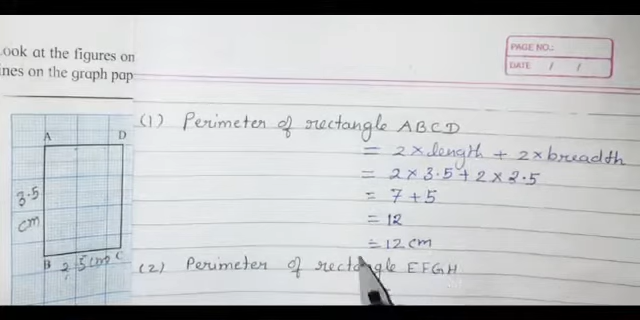 ook at the figures on
ines on the graph pap
PAGE NO.:
DATE / /
A D
3.5
cm
B C
2.5cm
(1) Perimeter of rectangle ABCD
= 2×length + 2×breadth
= 2×3.5+2×2.5
= 7+5
= 12
= 12 cm
(2) Perimeter of rectangle EFGH